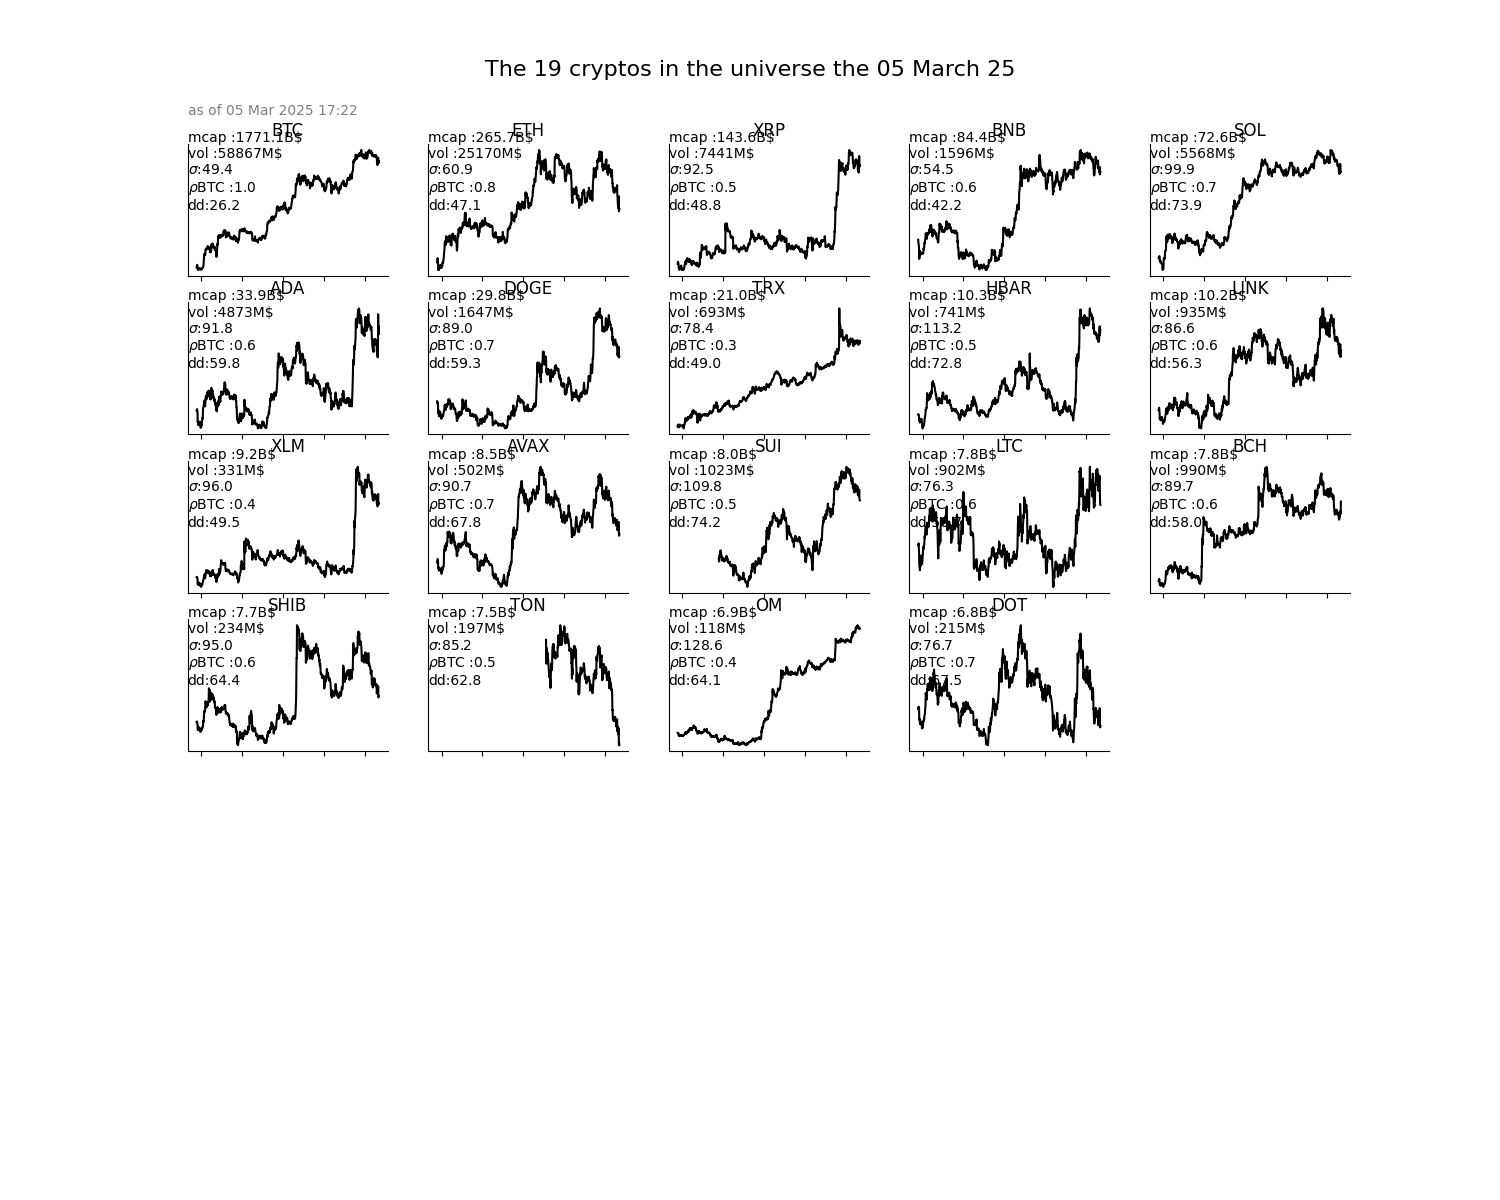 The 19 cryptos in the universe the 05 March 25
as of 05 Mar 2025 17:22
BTC
mcap :1771.1B$
vol :58867M$
σ:49.4
ρBTC :1.0
dd:26.2
ETH
mcap :265.7B$
vol :25170M$
σ:60.9
ρBTC :0.8
dd:47.1
XRP
mcap :143.6B$
vol :7441M$
σ:92.5
ρBTC :0.5
dd:48.8
BNB
mcap :84.4B$
vol :1596M$
σ:54.5
ρBTC :0.6
dd:42.2
SOL
mcap :72.6B$
vol :5568M$
σ:99.9
ρBTC :0.7
dd:73.9
ADA
mcap :33.9B$
vol :4873M$
σ:91.8
ρBTC :0.6
dd:59.8
DOGE
mcap :29.8B$
vol :1647M$
σ:89.0
ρBTC :0.7
dd:59.3
TRX
mcap :21.0B$
vol :693M$
σ:78.4
ρBTC :0.3
dd:49.0
HBAR
mcap :10.3B$
vol :741M$
σ:113.2
ρBTC :0.5
dd:72.8
LINK
mcap :10.2B$
vol :935M$
σ:86.6
ρBTC :0.6
dd:56.3
XLM
mcap :9.2B$
vol :331M$
σ:96.0
ρBTC :0.4
dd:49.5
AVAX
mcap :8.5B$
vol :502M$
σ:90.7
ρBTC :0.7
dd:67.8
SUI
mcap :8.0B$
vol :1023M$
σ:109.8
ρBTC :0.5
dd:74.2
LTC
mcap :7.8B$
vol :902M$
σ:76.3
ρBTC :0.6
BCH
mcap :7.8B$
vol :990M$
σ:89.7
ρBTC :0.6
dd:58.0
SHIB
mcap :7.7B$
vol :234M$
σ:95.0
ρBTC :0.6
dd:64.4
TON
mcap :7.5B$
vol :197M$
σ:85.2
ρBTC :0.5
dd:62.8
OM
mcap :6.9B$
vol :118M$
σ:128.6
ρBTC :0.4
dd:64.1
DOT
mcap :6.8B$
vol :215M$
σ:76.7
ρBTC :0.7
dd:67.5